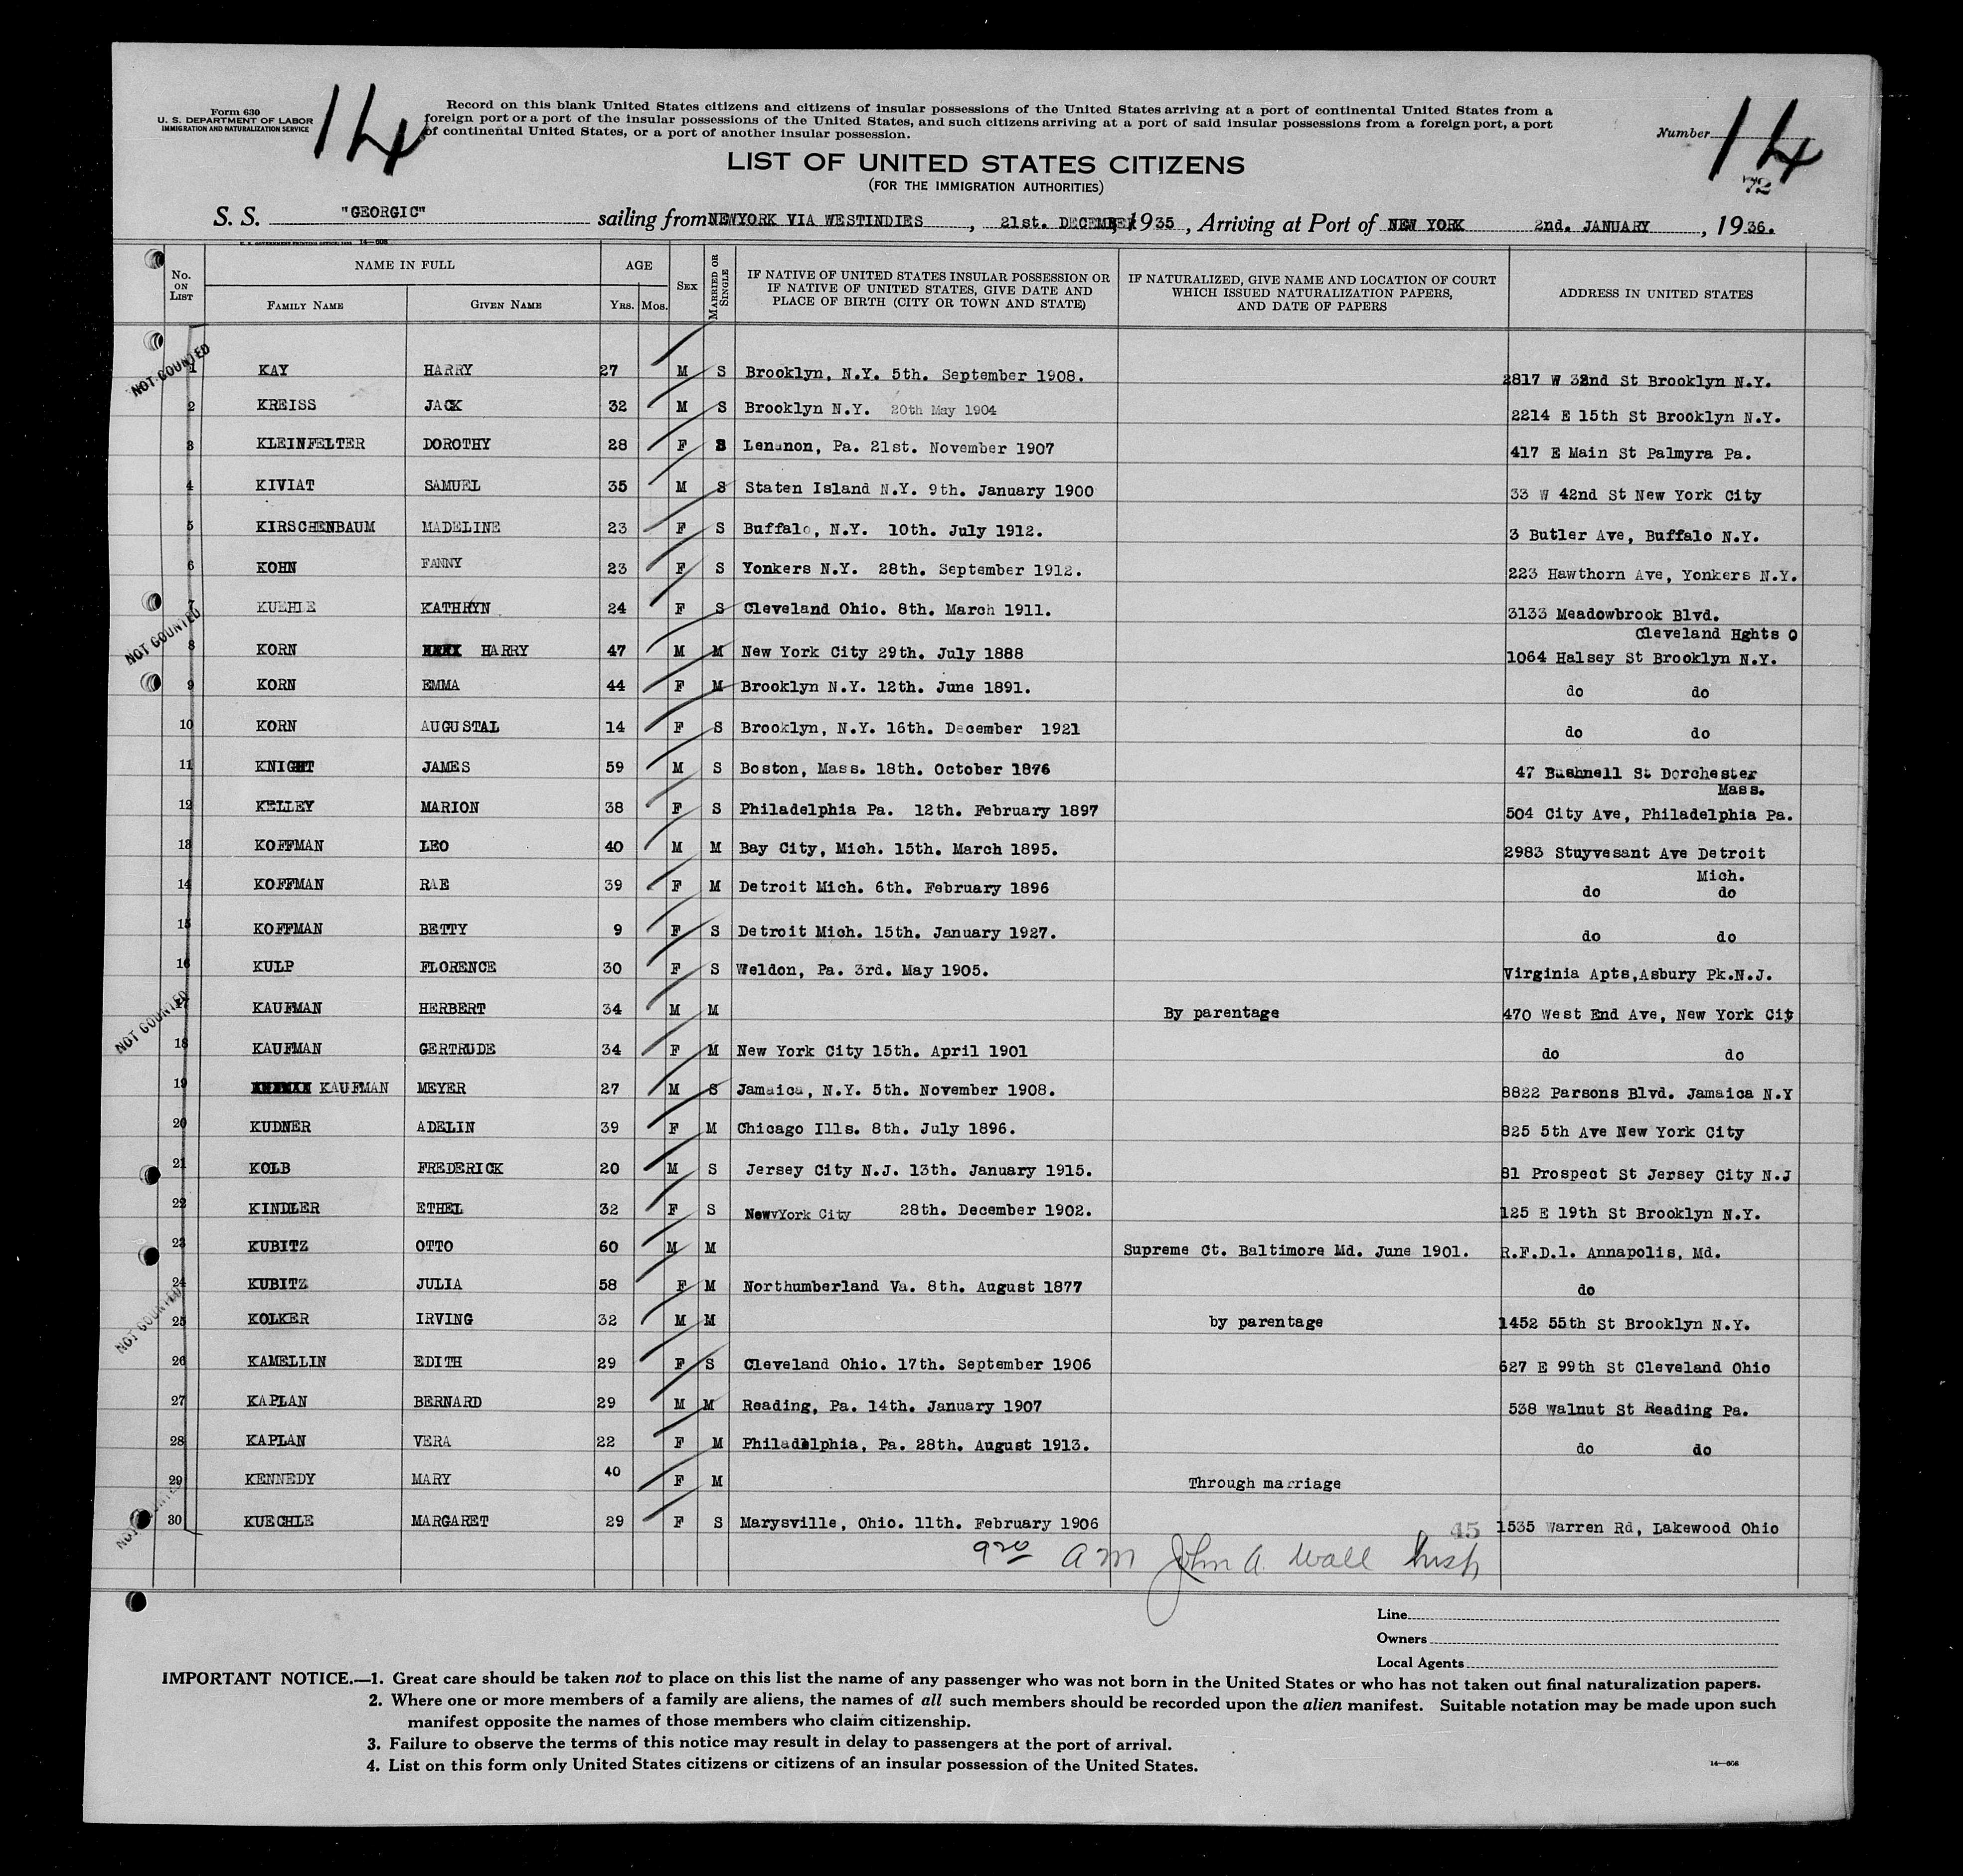 Form 630
U. S. DEPARTMENT OF LABOR
IMMIGRATION AND NATURALIZATION SERVICE
14
Record on this blank United States citizens and citizens of insular possessions of the United States arriving at a port of continental United States from a
foreign port or a port of the insular possessions of the United States, and such citizens arriving at a port of said insular possessions from a foreign port, a port
of continental United States, or a port of another insular possession.
Number 14
72
LIST OF UNITED STATES CITIZENS
(FOR THE IMMIGRATION AUTHORITIES)
S. S. "GEORGIC" sailing from NEWYORK VIA WESTINDIES, 21st. DECEMBER, 1935, Arriving at Port of NEW YORK 2nd. JANUARY, 1936.
U. S. GOVERNMENT PRINTING OFFICE: 14—608
No. ON LIST
NAME IN FULL
FAMILY NAME
GIVEN NAME
AGE
YRS. MOS.
SEX
MARRIED OR SINGLE
IF NATIVE OF UNITED STATES INSULAR POSSESSION OR
IF NATIVE OF UNITED STATES, GIVE DATE AND
PLACE OF BIRTH (CITY OR TOWN AND STATE)
IF NATURALIZED, GIVE NAME AND LOCATION OF COURT
WHICH ISSUED NATURALIZATION PAPERS,
AND DATE OF PAPERS
ADDRESS IN UNITED STATES
NOT COUNTED
1 KAY HARRY 27 M S Brooklyn, N.Y. 5th. September 1908. 2817 W 32nd St Brooklyn N.Y.
2 KREISS JACK 32 M S Brooklyn N.Y. 20th May 1904 2214 E 15th St Brooklyn N.Y.
3 KLEINFELTER DOROTHY 28 F S Lenanon, Pa. 21st. November 1907 417 E Main St Palmyra Pa.
4 KIVIAT SAMUEL 35 M S Staten Island N.Y. 9th. January 1900 33 W 42nd St New York City
5 KIRSCHENBAUM MADELINE 23 F S Buffalo, N.Y. 10th. July 1912. 3 Butler Ave, Buffalo N.Y.
6 KOHN FANNY 23 F S Yonkers N.Y. 28th. September 1912. 223 Hawthorn Ave, Yonkers N.Y.
7 KUEHLE KATHRYN 24 F S Cleveland Ohio. 8th. March 1911. 3133 Meadowbrook Blvd.
Cleveland Hghts O
NOT COUNTED
8 KORN HARRY 47 M M New York City 29th. July 1888 1064 Halsey St Brooklyn N.Y.
9 KORN EMMA 44 F M Brooklyn N.Y. 12th. June 1891. do do
10 KORN AUGUSTAL 14 F S Brooklyn, N.Y. 16th. December 1921 do do
11 KNIGHT JAMES 59 M S Boston, Mass. 18th. October 1876 47 Bushnell St Dorchester
Mass.
12 KELLEY MARION 38 F S Philadelphia Pa. 12th. February 1897 504 City Ave, Philadelphia Pa.
13 KOFFMAN LEO 40 M M Bay City, Mich. 15th. March 1895. 2983 Stuyvesant Ave Detroit
Mich.
14 KOFFMAN RAE 39 F M Detroit Mich. 6th. February 1896 do do
15 KOFFMAN BETTY 9 F S Detroit Mich. 15th. January 1927. do do
16 KULP FLORENCE 30 F S Weldon, Pa. 3rd. May 1905. Virginia Apts,Asbury Pk.N.J.
NOT COUNTED
17 KAUFMAN HERBERT 34 M M By parentage 470 West End Ave, New York City
18 KAUFMAN GERTRUDE 34 F M New York City 15th. April 1901 do do
19 KAUFMAN MEYER 27 M S Jamaica, N.Y. 5th. November 1908. 8822 Parsons Blvd. Jamaica N.Y
20 KUDNER ADELIN 39 F M Chicago Ills. 8th. July 1896. 825 5th Ave New York City
21 KOLB FREDERICK 20 M S Jersey City N.J. 13th. January 1915. 81 Prospect St Jersey City N.J
22 KINDLER ETHEL 32 F S NewvYork City 28th. December 1902. 125 E 19th St Brooklyn N.Y.
23 KUBITZ OTTO 60 M M Supreme Ct. Baltimore Md. June 1901. R.F.D.1. Annapolis, Md.
24 KUBITZ JULIA 58 F M Northumberland Va. 8th. August 1877 do
NOT COUNTED
25 KOLKER IRVING 32 M M by parentage 1452 55th St Brooklyn N.Y.
26 KAMELLIN EDITH 29 F S Cleveland Ohio. 17th. September 1906 627 E 99th St Cleveland Ohio
27 KAPLAN BERNARD 29 M M Reading, Pa. 14th. January 1907 538 Walnut St Reading Pa.
28 KAPLAN VERA 22 F M Philadelphia, Pa. 28th. August 1913. do do
29 KENNEDY MARY 40 F M Through marriage
NOT COUNTED
30 KUECHLE MARGARET 29 F S Marysville, Ohio. 11th. February 1906 1535 Warren Rd, Lakewood Ohio
45
9 20 AM John A. Wall Insp
Line
Owners
Local Agents
IMPORTANT NOTICE.—1. Great care should be taken not to place on this list the name of any passenger who was not born in the United States or who has not taken out final naturalization papers.
2. Where one or more members of a family are aliens, the names of all such members should be recorded upon the alien manifest. Suitable notation may be made upon such
manifest opposite the names of those members who claim citizenship.
3. Failure to observe the terms of this notice may result in delay to passengers at the port of arrival.
4. List on this form only United States citizens or citizens of an insular possession of the United States.
14—608